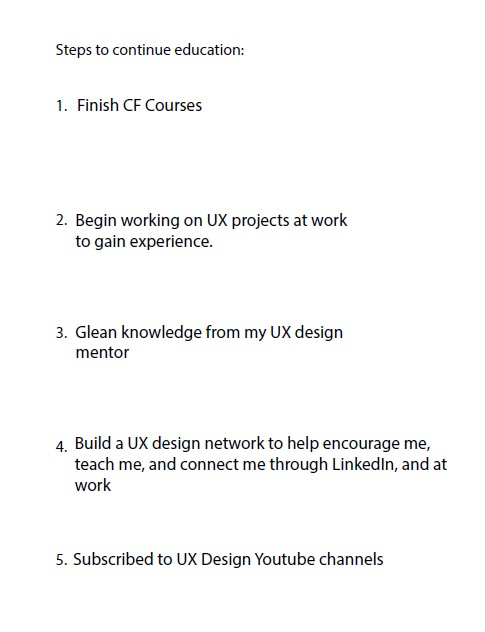 Steps to continue education:
1. Finish CF Courses
2. Begin working on UX projects at work
to gain experience.
3. Glean knowledge from my UX design
mentor
4. Build a UX design network to help encourage me,
teach me, and connect me through LinkedIn, and at
work
5. Subscribed to UX Design Youtube channels